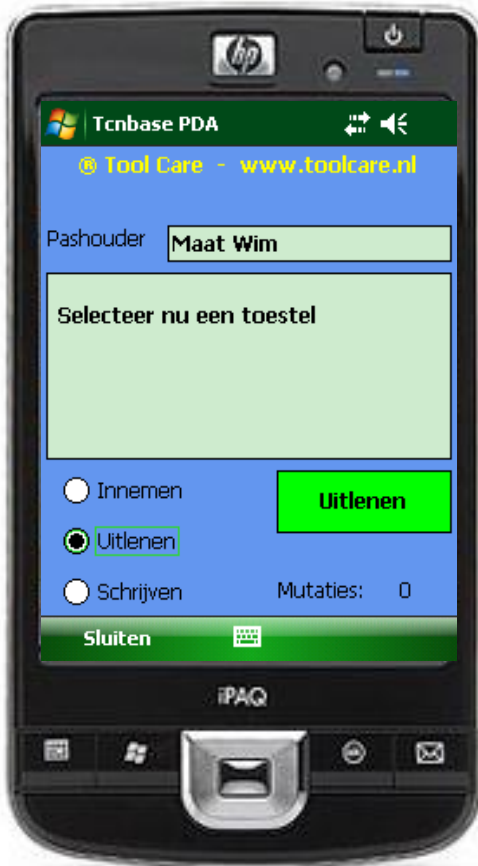 hp
Tcnbase PDA
® Tool Care - www.toolcare.nl
Pashouder Maat Wim
Selecteer nu een toestel
Innemen
Uitlenen
Uitlenen
Schrijven Mutaties: 0
Sluiten
iPAQ